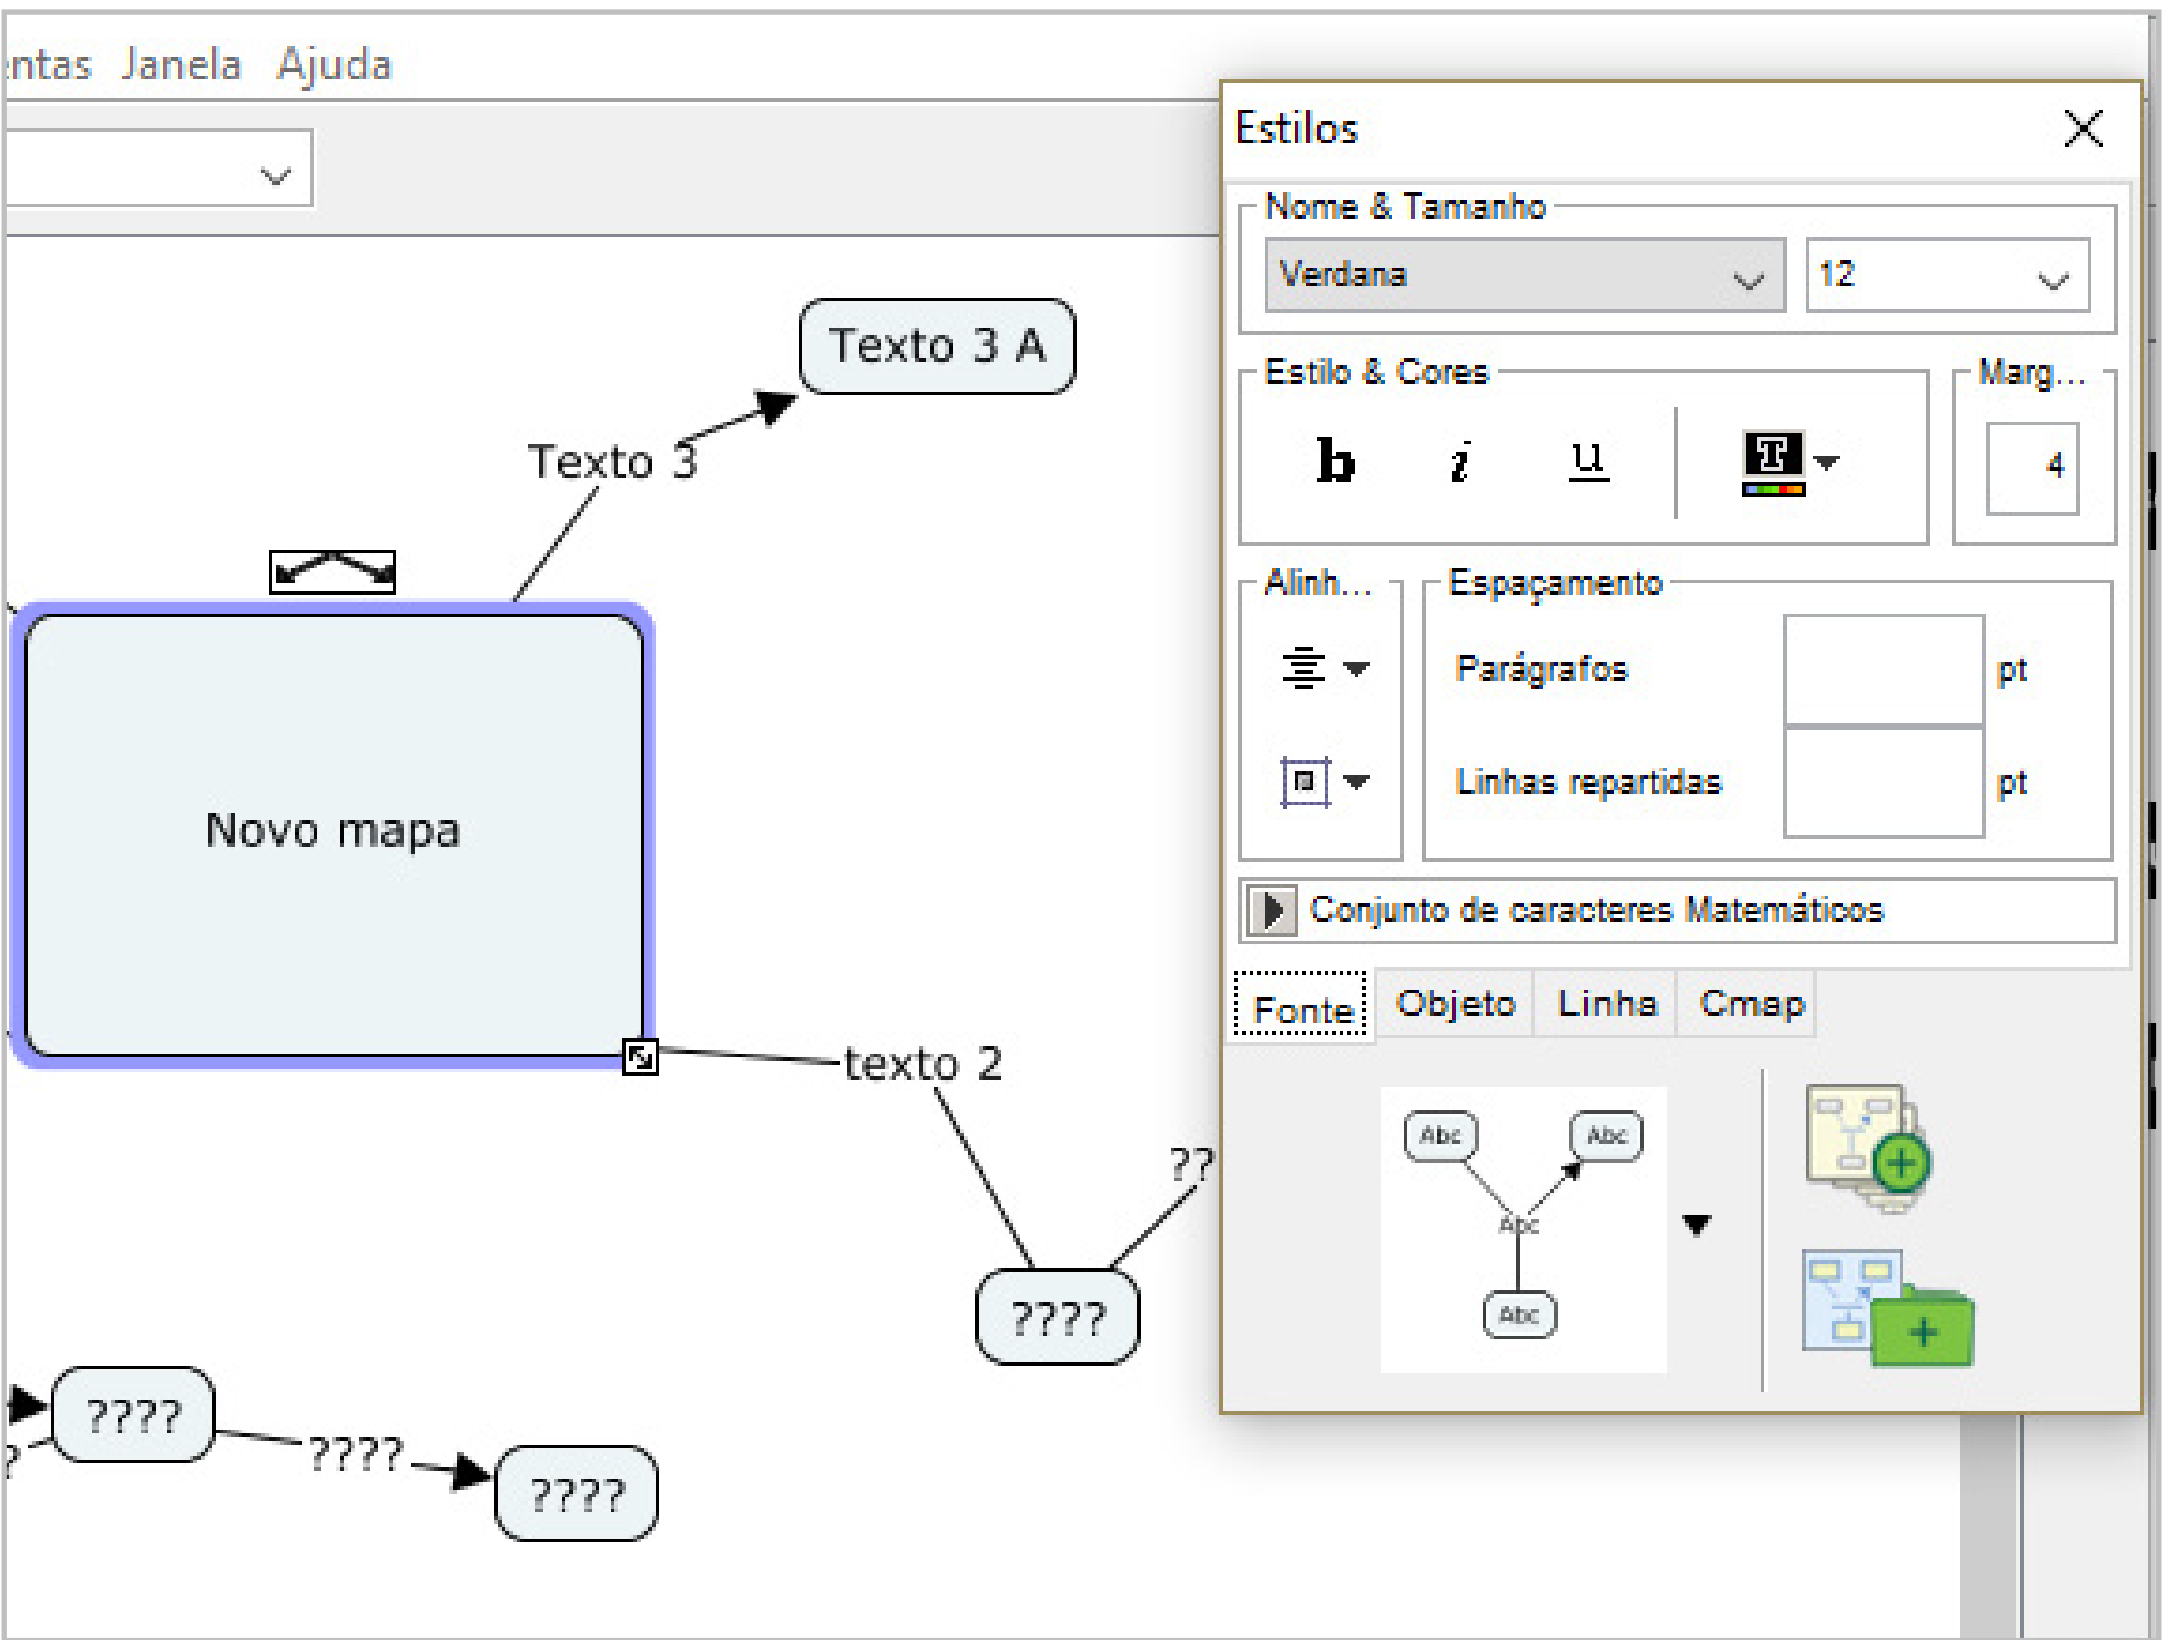 entas Janela Ajuda
Estilos
Nome & Tamanho
Verdana 12
Estilo & Cores Marg...
b i u T 4
Alinh... Espaçamento
Parágrafos pt
Linhas repartidas pt
Conjunto de caracteres Matemáticos
Fonte Objeto Linha Cmap
Abc Abc
Abc
Abc
Texto 3 A
Texto 3
Novo mapa
texto 2
??
????
????
????
????
?